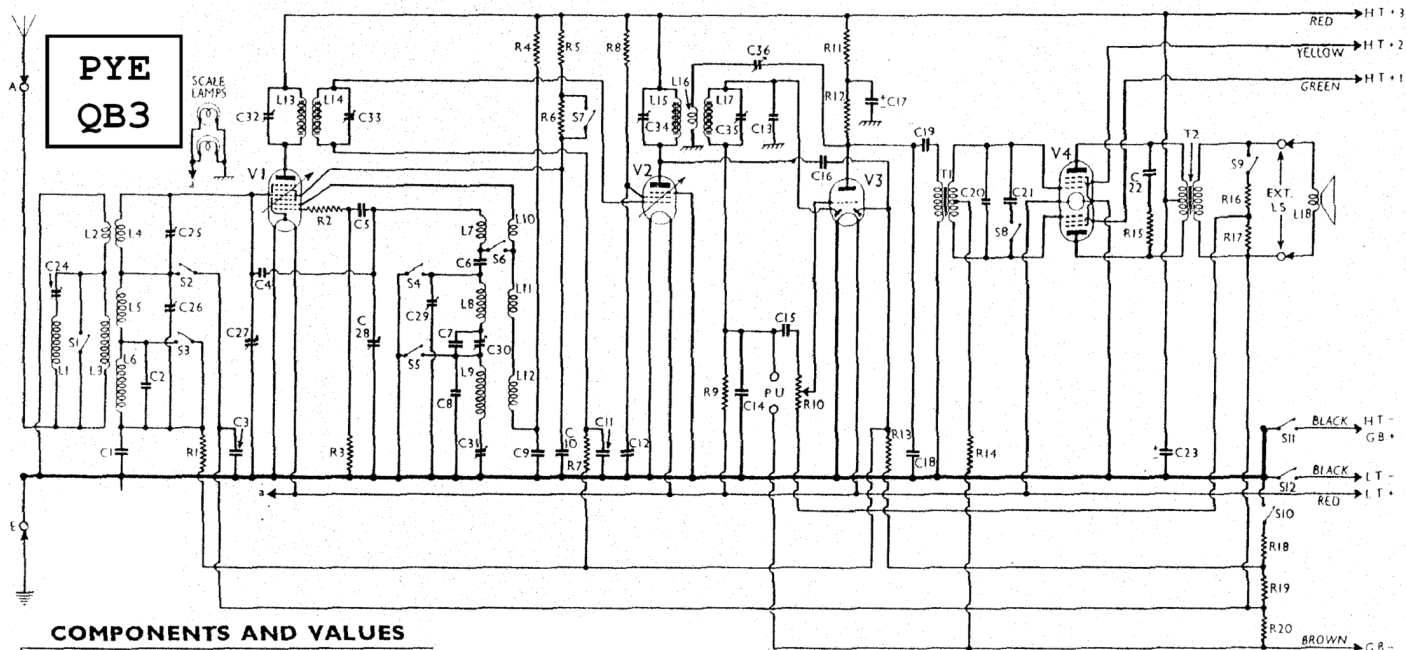 PYE
QB3
SCALE
LAMPS
A
a
E
a
L1
L2
L3
L4
L5
L6
L7
L8
L9
L10
L11
L12
L13
L14
L15
L16
L17
L18
C1
C2
C3
C4
C5
C6
C7
C8
C9
C
10
C11
C12
C13
C14
C15
C16
C17
C18
C19
C20
C21
C
22
C23
C24
C25
C26
C27
C
28
C29
C30
C31
C32
C33
C34
C35
C36
R1
R2
R3
R4
R5
R6
R7
R8
R9
R10
R11
R12
R13
R14
R15
R16
R17
R18
R19
R20
S1
S2
S3
S4
S5
S6
S7
S8
S9
S10
S11
S12
V1
V2
V3
V4
T1
T2
PU
EXT.
LS
RED HT+3
YELLOW HT+2
GREEN HT+1
BLACK HT-
GB+
BLACK LT-
RED LT+
BROWN GB-
COMPONENTS AND VALUES